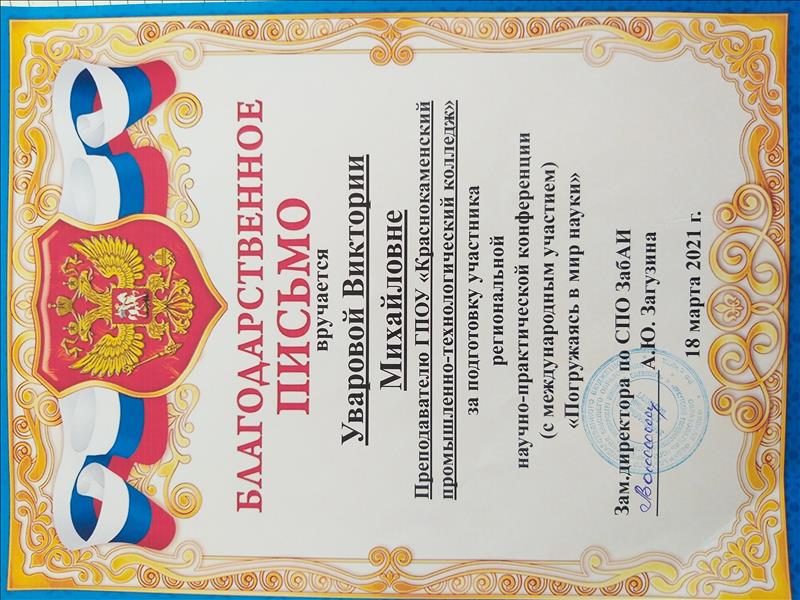 БЛАГОДАРСТВЕННОЕ
ПИСЬМО
вручается
Уваровой Виктории
Михайловне
Преподавателю ГПОУ «Краснокаменский
промышленно-технологический колледж»
за подготовку участника
региональной
научно-практической конференции
(с международным участием)
«Погружаясь в мир науки»
Зам.директора по СПО ЗабАИ
А.Ю. Загузина
18 марта 2021 г.